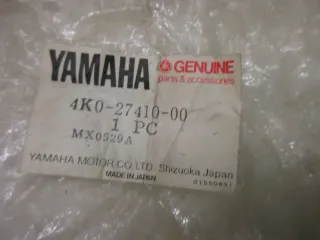 YAMAHA
GENUINE
parts & accessories
4K0-27410-00
1 PC
MX0529A
YAMAHA MOTOR CO., LTD. Shizuoka Japan
MADE IN JAPAN